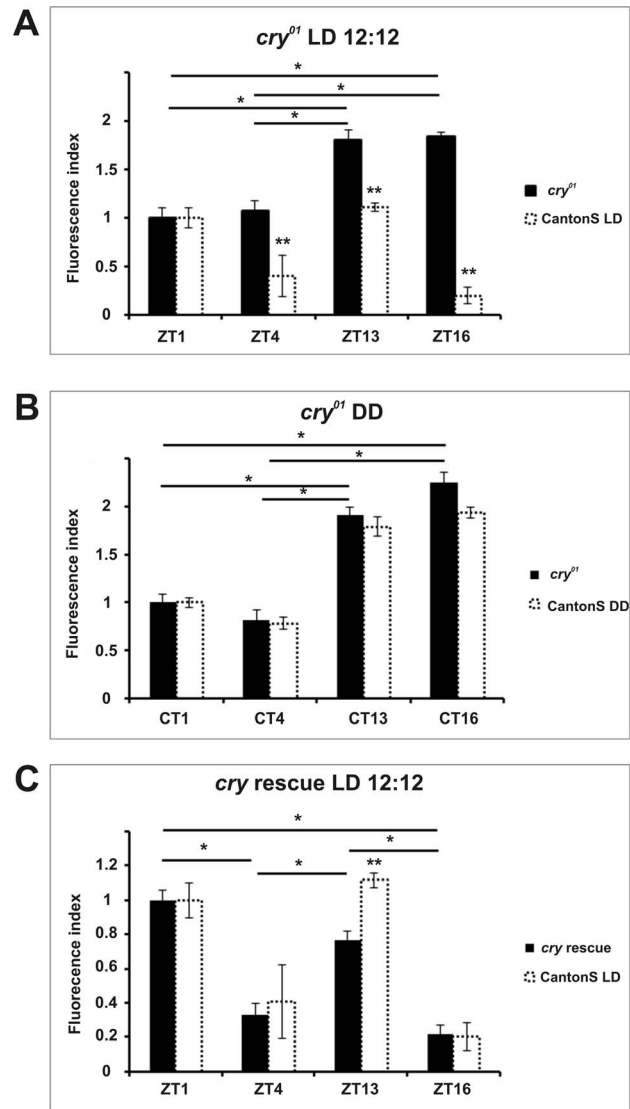 A
cry01 LD 12:12
*
*
*
*
2
1.5
1
0.5
0
Fluorescence index
**
**
**
ZT1 ZT4 ZT13 ZT16
cry01
CantonS LD
B
cry01 DD
*
*
*
*
2
1.5
1
0.5
0
Fluorescence index
CT1 CT4 CT13 CT16
cry01
CantonS DD
C
cry rescue LD 12:12
*
*
*
*
**
1.2
1
0.8
0.6
0.4
0.2
0
Fluorecence index
ZT1 ZT4 ZT13 ZT16
cry rescue
CantonS LD